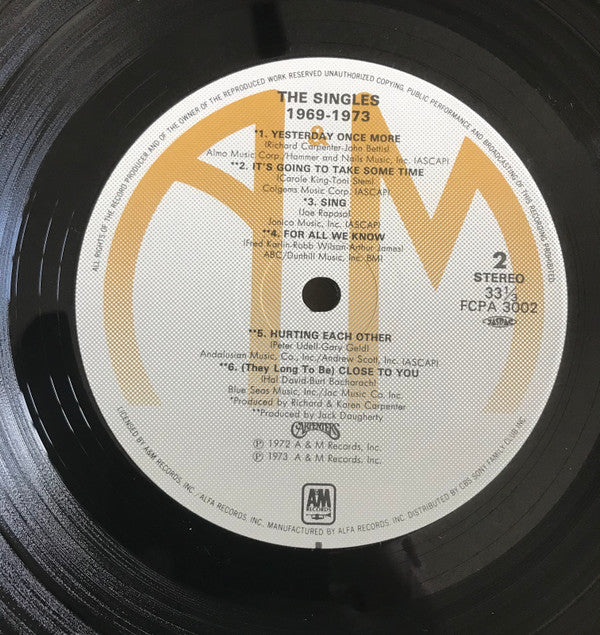 ALL RIGHTS OF THE RECORD PRODUCER AND OF THE OWNER OF THE REPRODUCED WORK RESERVED UNAUTHORIZED COPYING, PUBLIC PERFORMANCE AND BROADCASTING OF THIS RECORDING PROHIBITED
A&M
THE SINGLES
1969-1973
*1. YESTERDAY ONCE MORE
(Richard Carpenter-John Bettis)
Almo Music Corp./Hammer and Nails Music, Inc. (ASCAP)
**2. IT'S GOING TO TAKE SOME TIME
(Carole King-Toni Stern)
Colgems Music Corp. (ASCAP)
*3. SING
(Joe Raposo)
Jonico Music, Inc. (ASCAP)
**4. FOR ALL WE KNOW
(Fred Karlin-Robb Wilson-Arthur James)
ABC/Dunhill Music, Inc. BMI
2
STEREO
33⅓
FCPA 3002
JASRAC
**5. HURTING EACH OTHER
(Peter Udell-Gary Geld)
Andalusian Music, Co., Inc./Andrew Scott, Inc. (ASCAP)
**6. (They Long To Be) CLOSE TO YOU
(Hal David-Burt Bacharach)
Blue Seas Music, Inc./Jac Music Co. Inc.
*Produced by Richard & Karen Carpenter
**Produced by Jack Daugherty
CARPENTERS
Ⓟ 1972 A & M Records, Inc.
Ⓟ 1973 A & M Records, Inc.
A&M
RECORDS
LICENSED BY A&M RECORDS, INC. ALFA RECORDS, INC. MANUFACTURED BY ALFA RECORDS, INC. DISTRIBUTED BY CBS SONY FAMILY CLUB INC.